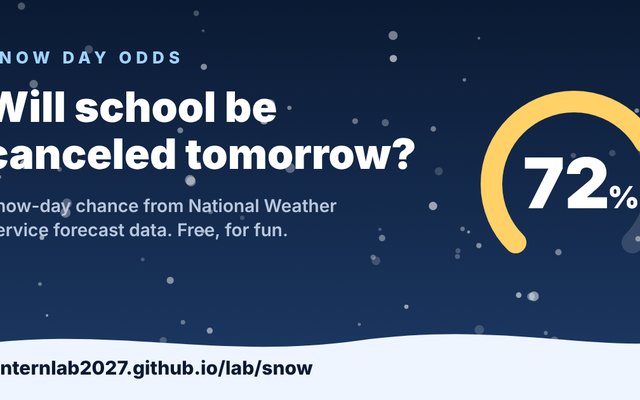 NOW DAY ODDS
Will school be
canceled tomorrow?
now-day chance from National Weather
ervice forecast data. Free, for fun.
72%
nternlab2027.github.io/lab/snow